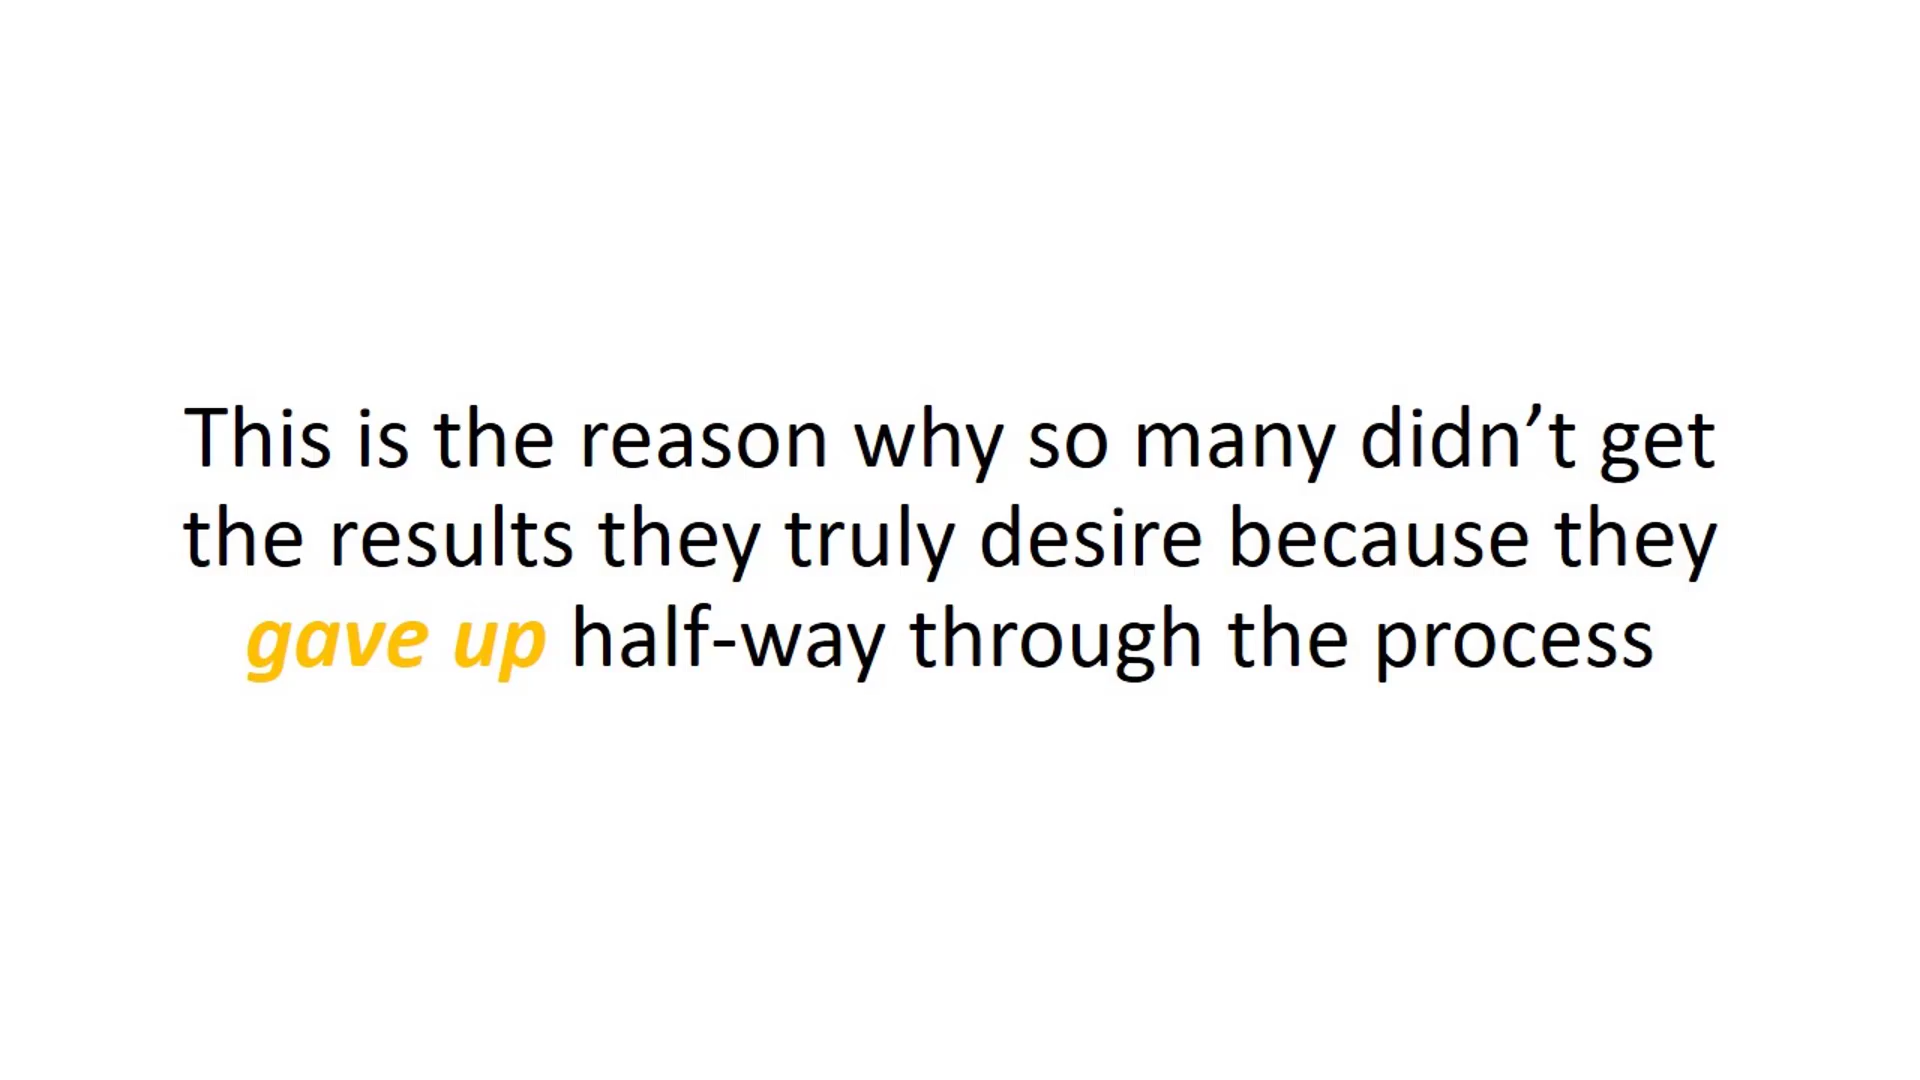 This is the reason why so many didn’t get
the results they truly desire because they
gave up half-way through the process